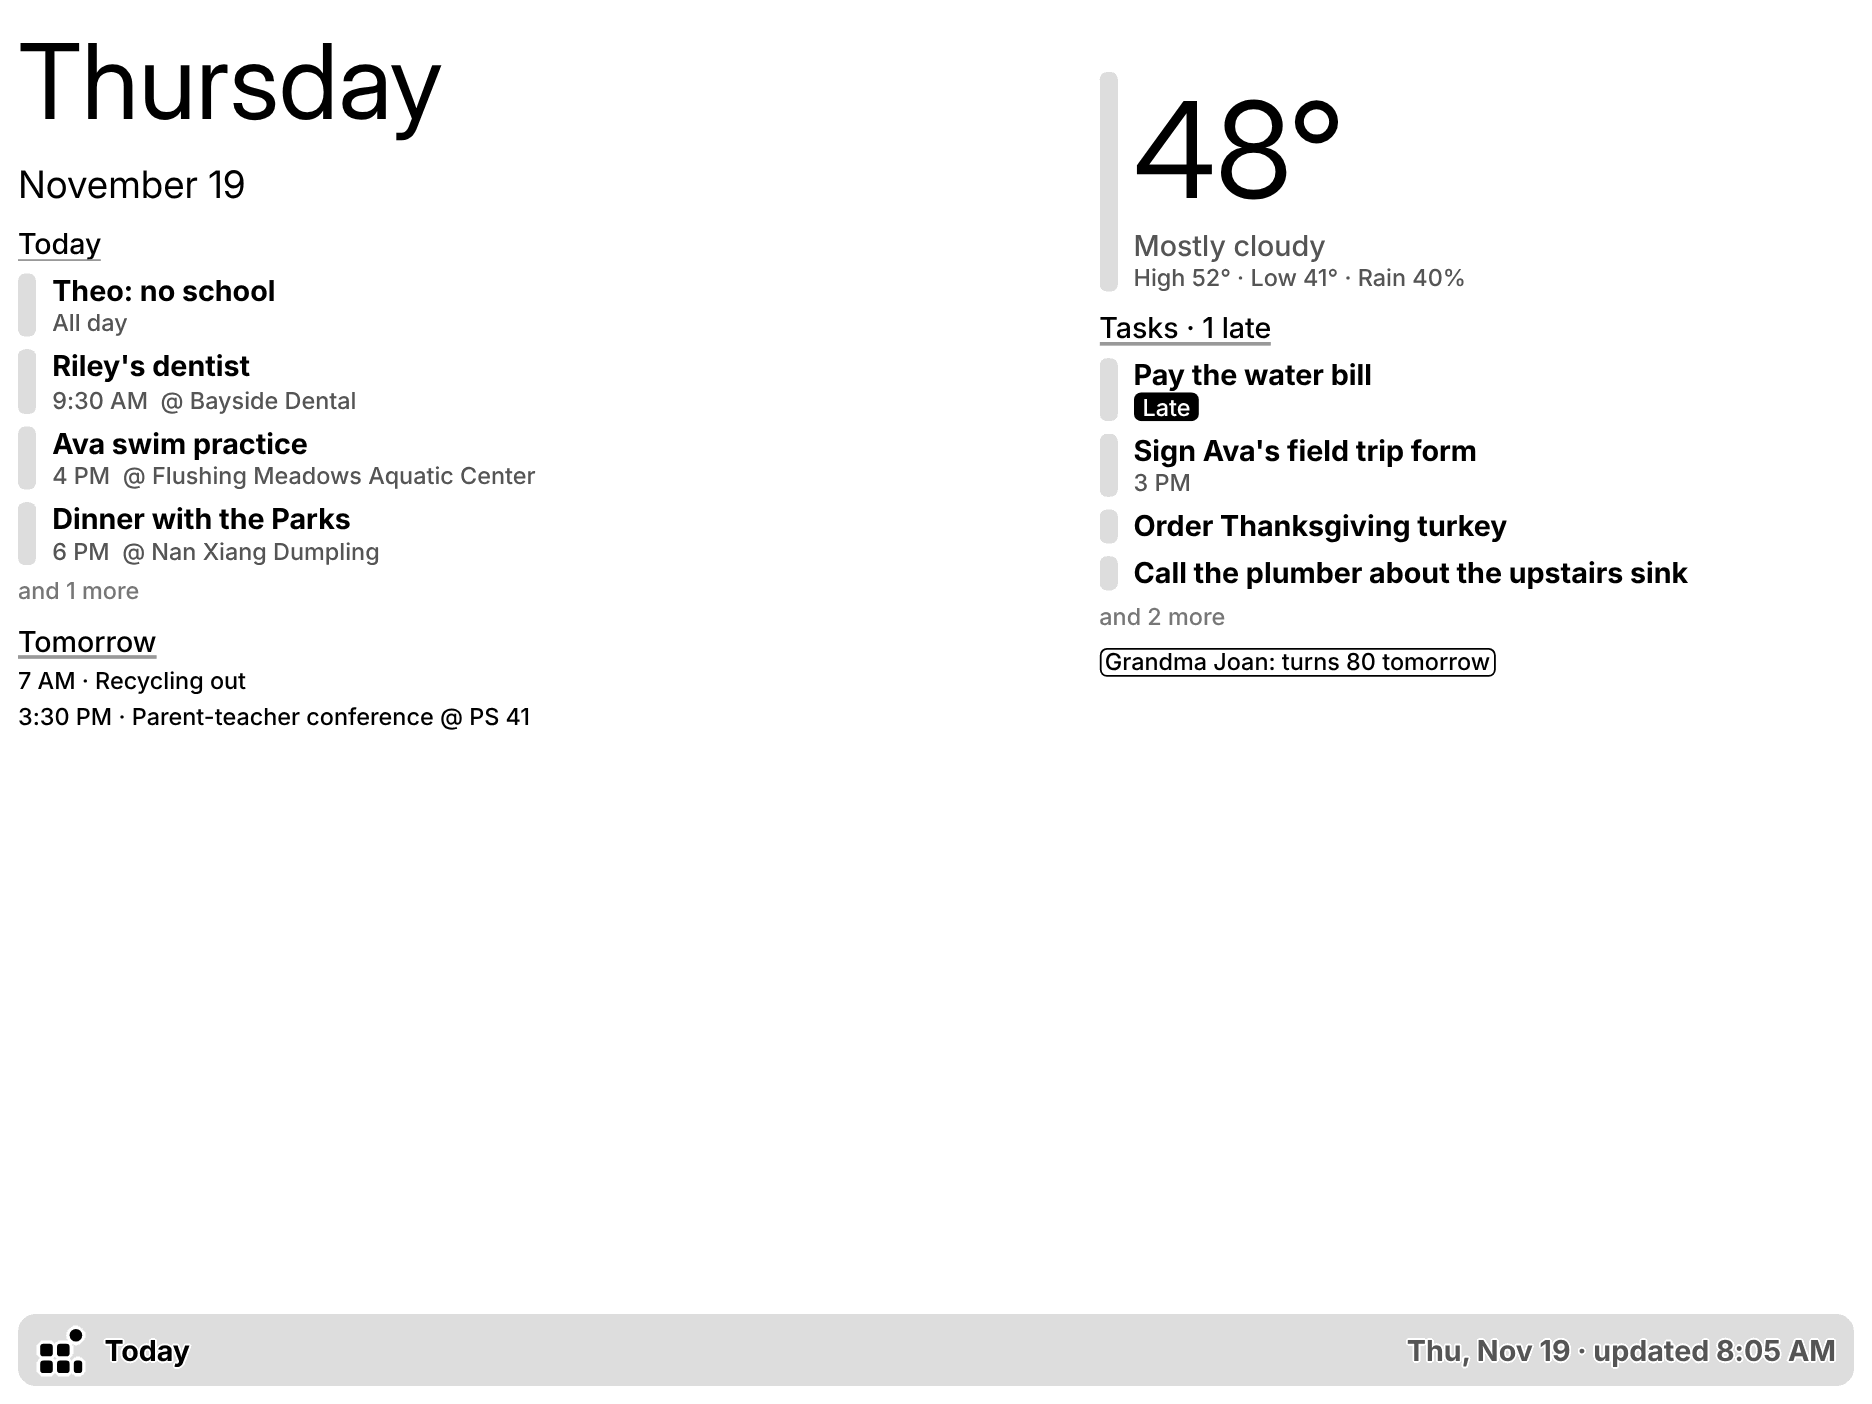 Thursday
November 19
Today
Theo: no school
All day
Riley's dentist
9:30 AM @ Bayside Dental
Ava swim practice
4 PM @ Flushing Meadows Aquatic Center
Dinner with the Parks
6 PM @ Nan Xiang Dumpling
and 1 more
Tomorrow
7 AM · Recycling out
3:30 PM · Parent-teacher conference @ PS 41
48°
Mostly cloudy
High 52° · Low 41° · Rain 40%
Tasks · 1 late
Pay the water bill
Late
Sign Ava's field trip form
3 PM
Order Thanksgiving turkey
Call the plumber about the upstairs sink
and 2 more
Grandma Joan: turns 80 tomorrow
Today
Thu, Nov 19 · updated 8:05 AM